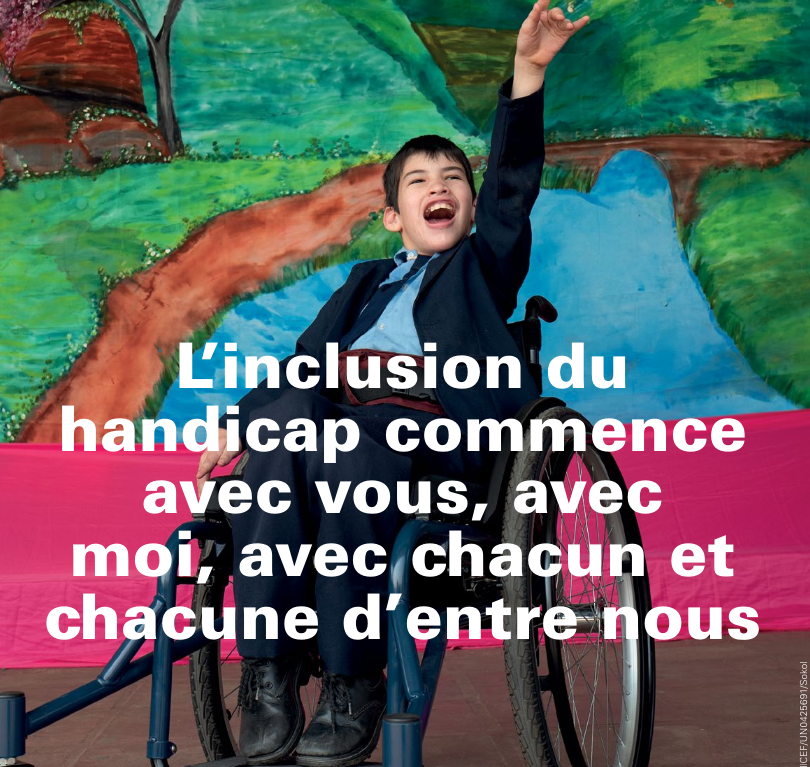 L’inclusion du
handicap commence
avec vous, avec
moi, avec chacun et
chacune d’entre nous
ICEF/UN0425691/Sokol